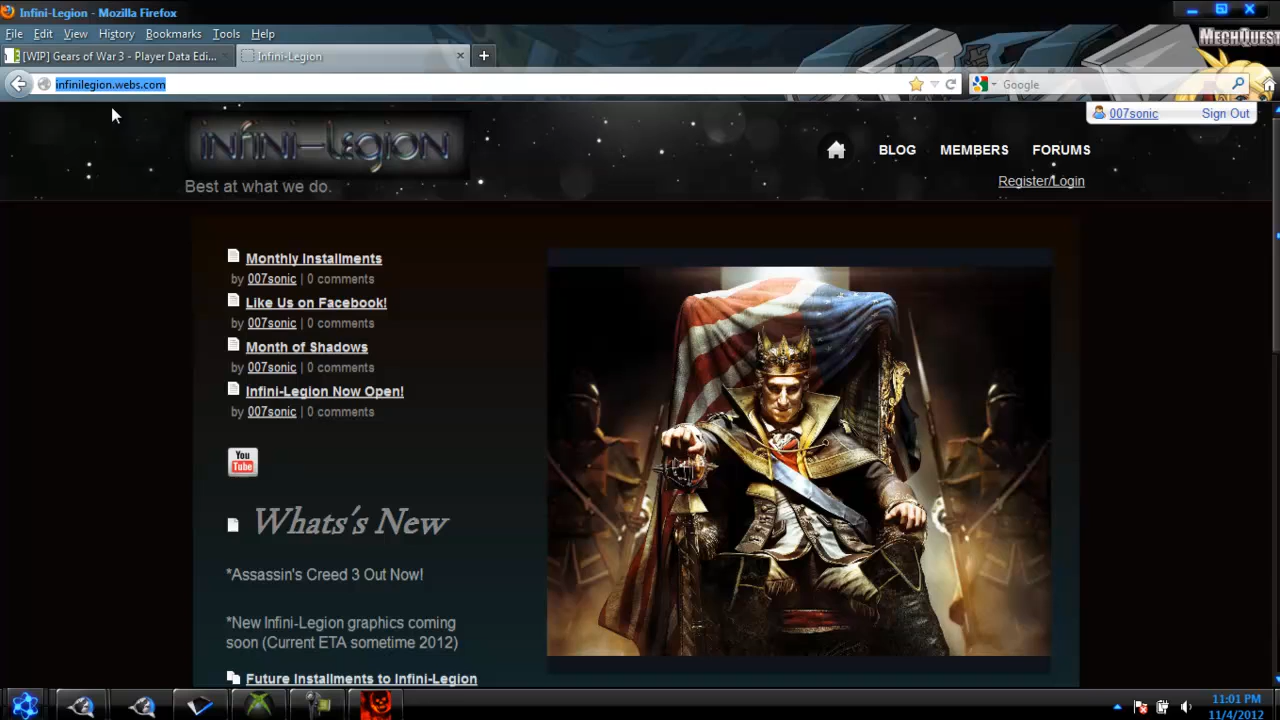 Infini-Legion - Mozilla Firefox
File Edit View History Bookmarks Tools Help
MECHQUEST
[WIP] Gears of War 3 - Player Data Edi...
Infini-Legion
infinilegion.webs.com
Google
007sonic Sign Out
infini-legion
Best at what we do.
BLOG MEMBERS FORUMS
Register/Login
Monthly Installments
by 007sonic | 0 comments
Like Us on Facebook!
by 007sonic | 0 comments
Month of Shadows
by 007sonic | 0 comments
Infini-Legion Now Open!
by 007sonic | 0 comments
You
Tube
Whats's New
*Assassin's Creed 3 Out Now!
*New Infini-Legion graphics coming
soon (Current ETA sometime 2012)
Future Installments to Infini-Legion
11:01 PM
11/4/2012